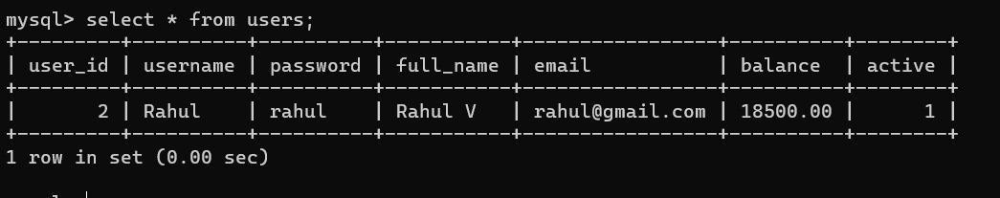 mysql> select * from users;
+---------+----------+----------+-----------+-----------------+----------+--------+
| user_id | username | password | full_name | email           | balance  | active |
+---------+----------+----------+-----------+-----------------+----------+--------+
|       2 | Rahul    | rahul    | Rahul V   | rahul@gmail.com | 18500.00 |      1 |
+---------+----------+----------+-----------+-----------------+----------+--------+
1 row in set (0.00 sec)